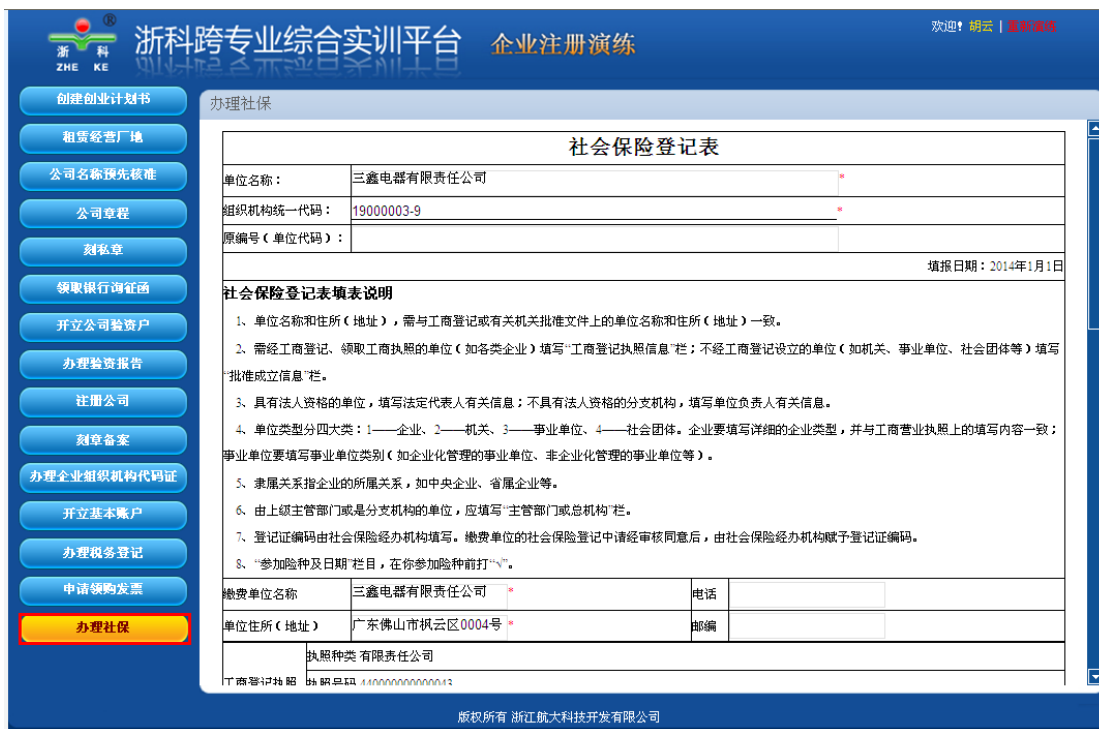 浙 科
ZHE KE
®
浙科跨专业综合实训平台
企业注册演练
欢迎! 胡云 |
创建创业计划书
租赁经营厂地
公司名称预先核准
公司章程
刻私章
领取银行询证函
开立公司验资户
办理验资报告
注册公司
刻章备案
办理企业组织机构代码证
开立基本账户
办理税务登记
申请领购发票
办理社保
办理社保
社会保险登记表
单位名称: 三鑫电器有限责任公司 *
组织机构统一代码: 19000003-9 *
原编号(单位代码):
填报日期:2014年1月1日
社会保险登记表填表说明
1、单位名称和住所(地址),需与工商登记或有关机关批准文件上的单位名称和住所(地址)一致。
2、需经工商登记、领取工商执照的单位(如各类企业)填写“工商登记执照信息”栏;不经工商登记设立的单位(如机关、事业单位、社会团体等)填写
“批准成立信息”栏。
3、具有法人资格的单位,填写法定代表人有关信息;不具有法人资格的分支机构,填写单位负责人有关信息。
4、单位类型分四大类:1——企业、2——机关、3——事业单位、4——社会团体。企业要填写详细的企业类型,并与工商营业执照上的填写内容一致;
事业单位要填写事业单位类别(如企业化管理的事业单位、非企业化管理的事业单位等)。
5、隶属关系指企业的所属关系,如中央企业、省属企业等。
6、由上级主管部门或是分支机构的单位,应填写“主管部门或总机构”栏。
7、登记证编码由社会保险经办机构填写。缴费单位的社会保险登记申请经审核同意后,由社会保险经办机构赋予登记证编码。
8、“参加险种及日期”栏目,在你参加险种前打“√”。
缴费单位名称 三鑫电器有限责任公司 * 电话
单位住所(地址) 广东佛山市枫云区0004号 * 邮编
执照种类 有限责任公司
工商登记执照 执照号码 440000000000043
版权所有 浙江航大科技开发有限公司